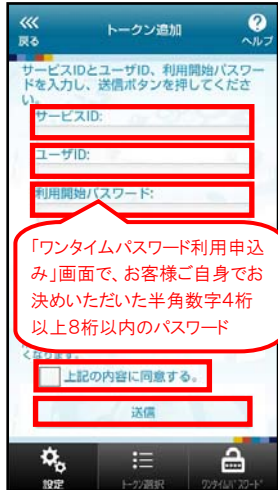 戻る
トークン追加
?
ヘルプ
サービスIDとユーザID、利用開始パスワー
ドを入力し、送信ボタンを押してくださ
い。
サービスID:
ユーザID:
利用開始パスワード:
「ワンタイムパスワード利用申込
み」画面で、お客様ご自身でお
決めいただいた半角数字4桁
以上8桁以内のパスワード
くなります。
上記の内容に同意する。
送信
設定
トークン選択
ワンタイムパスワード